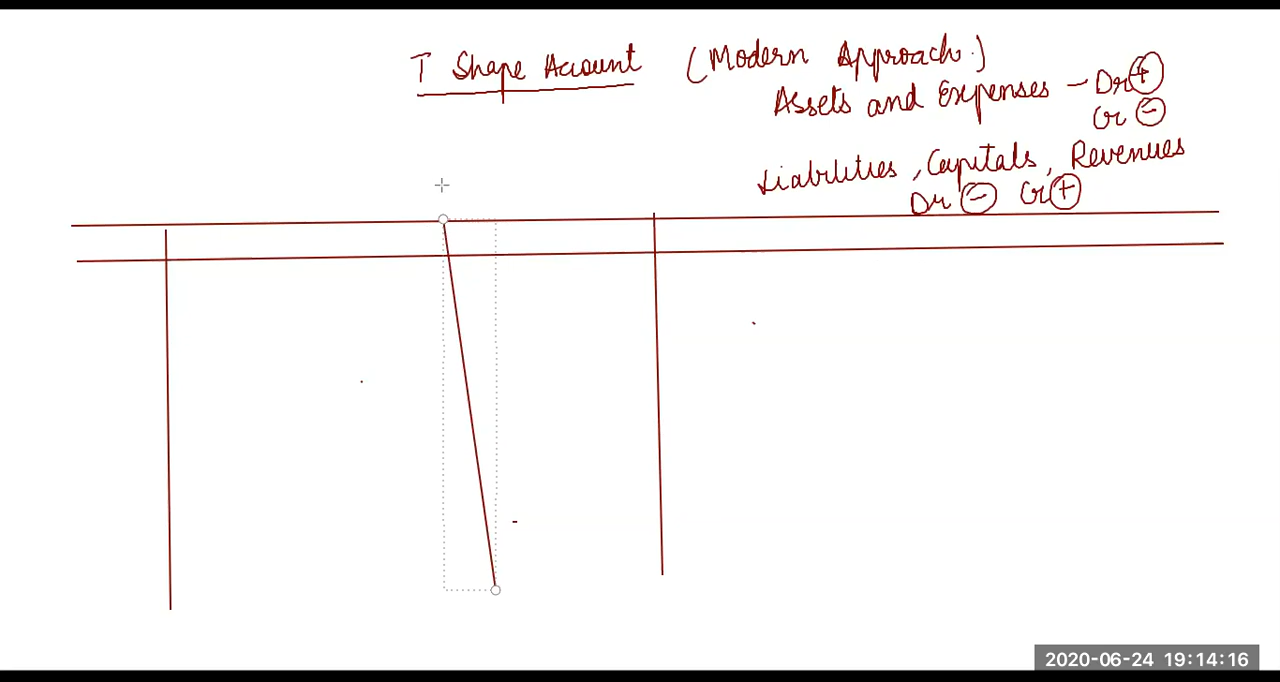 T Shape Account (Modern Approach.)
Assets and Expenses - Dr +
Cr -
Liabilities, Capitals, Revenues
Dr - Cr +
2020-06-24 19:14:16